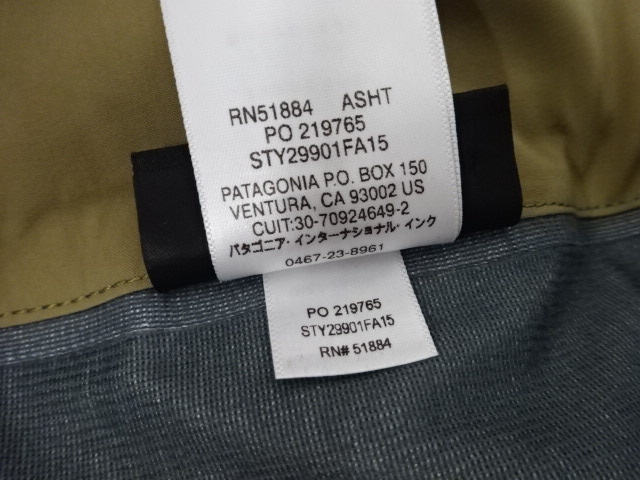 RN51884 ASHT
PO 219765
STY29901FA15
PATAGONIA P.O. BOX 150
VENTURA, CA 93002 US
CUIT:30-70924649-2
パタゴニア・インターナショナル・インク
0467-23-8961
PO 219765
STY29901FA15
RN# 51884